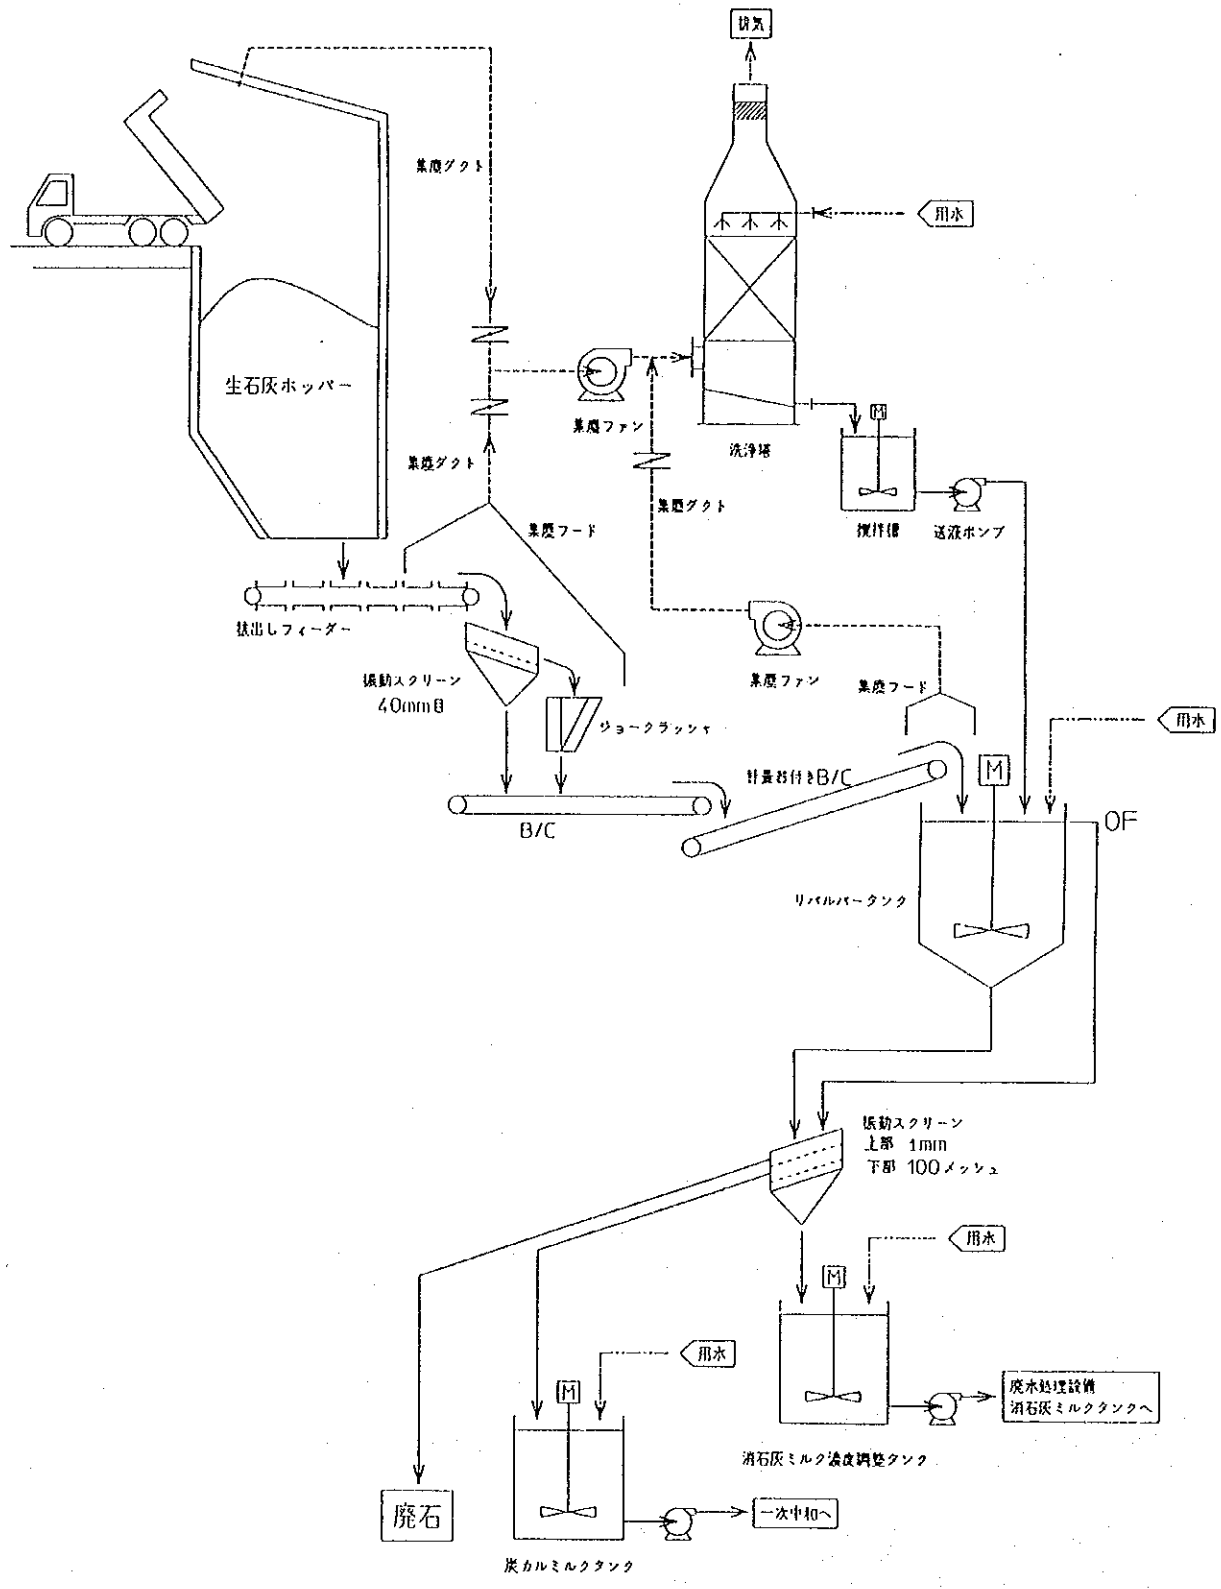 排気
集塵ダクト
用水
生石灰ホッパー
集塵ファン
洗浄塔
M
集塵ダクト
集塵ダクト
集塵フード
攪拌槽
送液ポンプ
抜出しフィーダー
振動スクリーン
40mm目
集塵ファン
集塵フード
ジョークラッシャ
用水
計量器付きB/C
M
B/C
OF
リパルパータンク
振動スクリーン
上部 1mm
下部 100メッシュ
用水
M
用水
M
廃水処理設備
消石灰ミルクタンクへ
消石灰ミルク濃度調整タンク
廃石
一次中和へ
炭カルミルクタンク